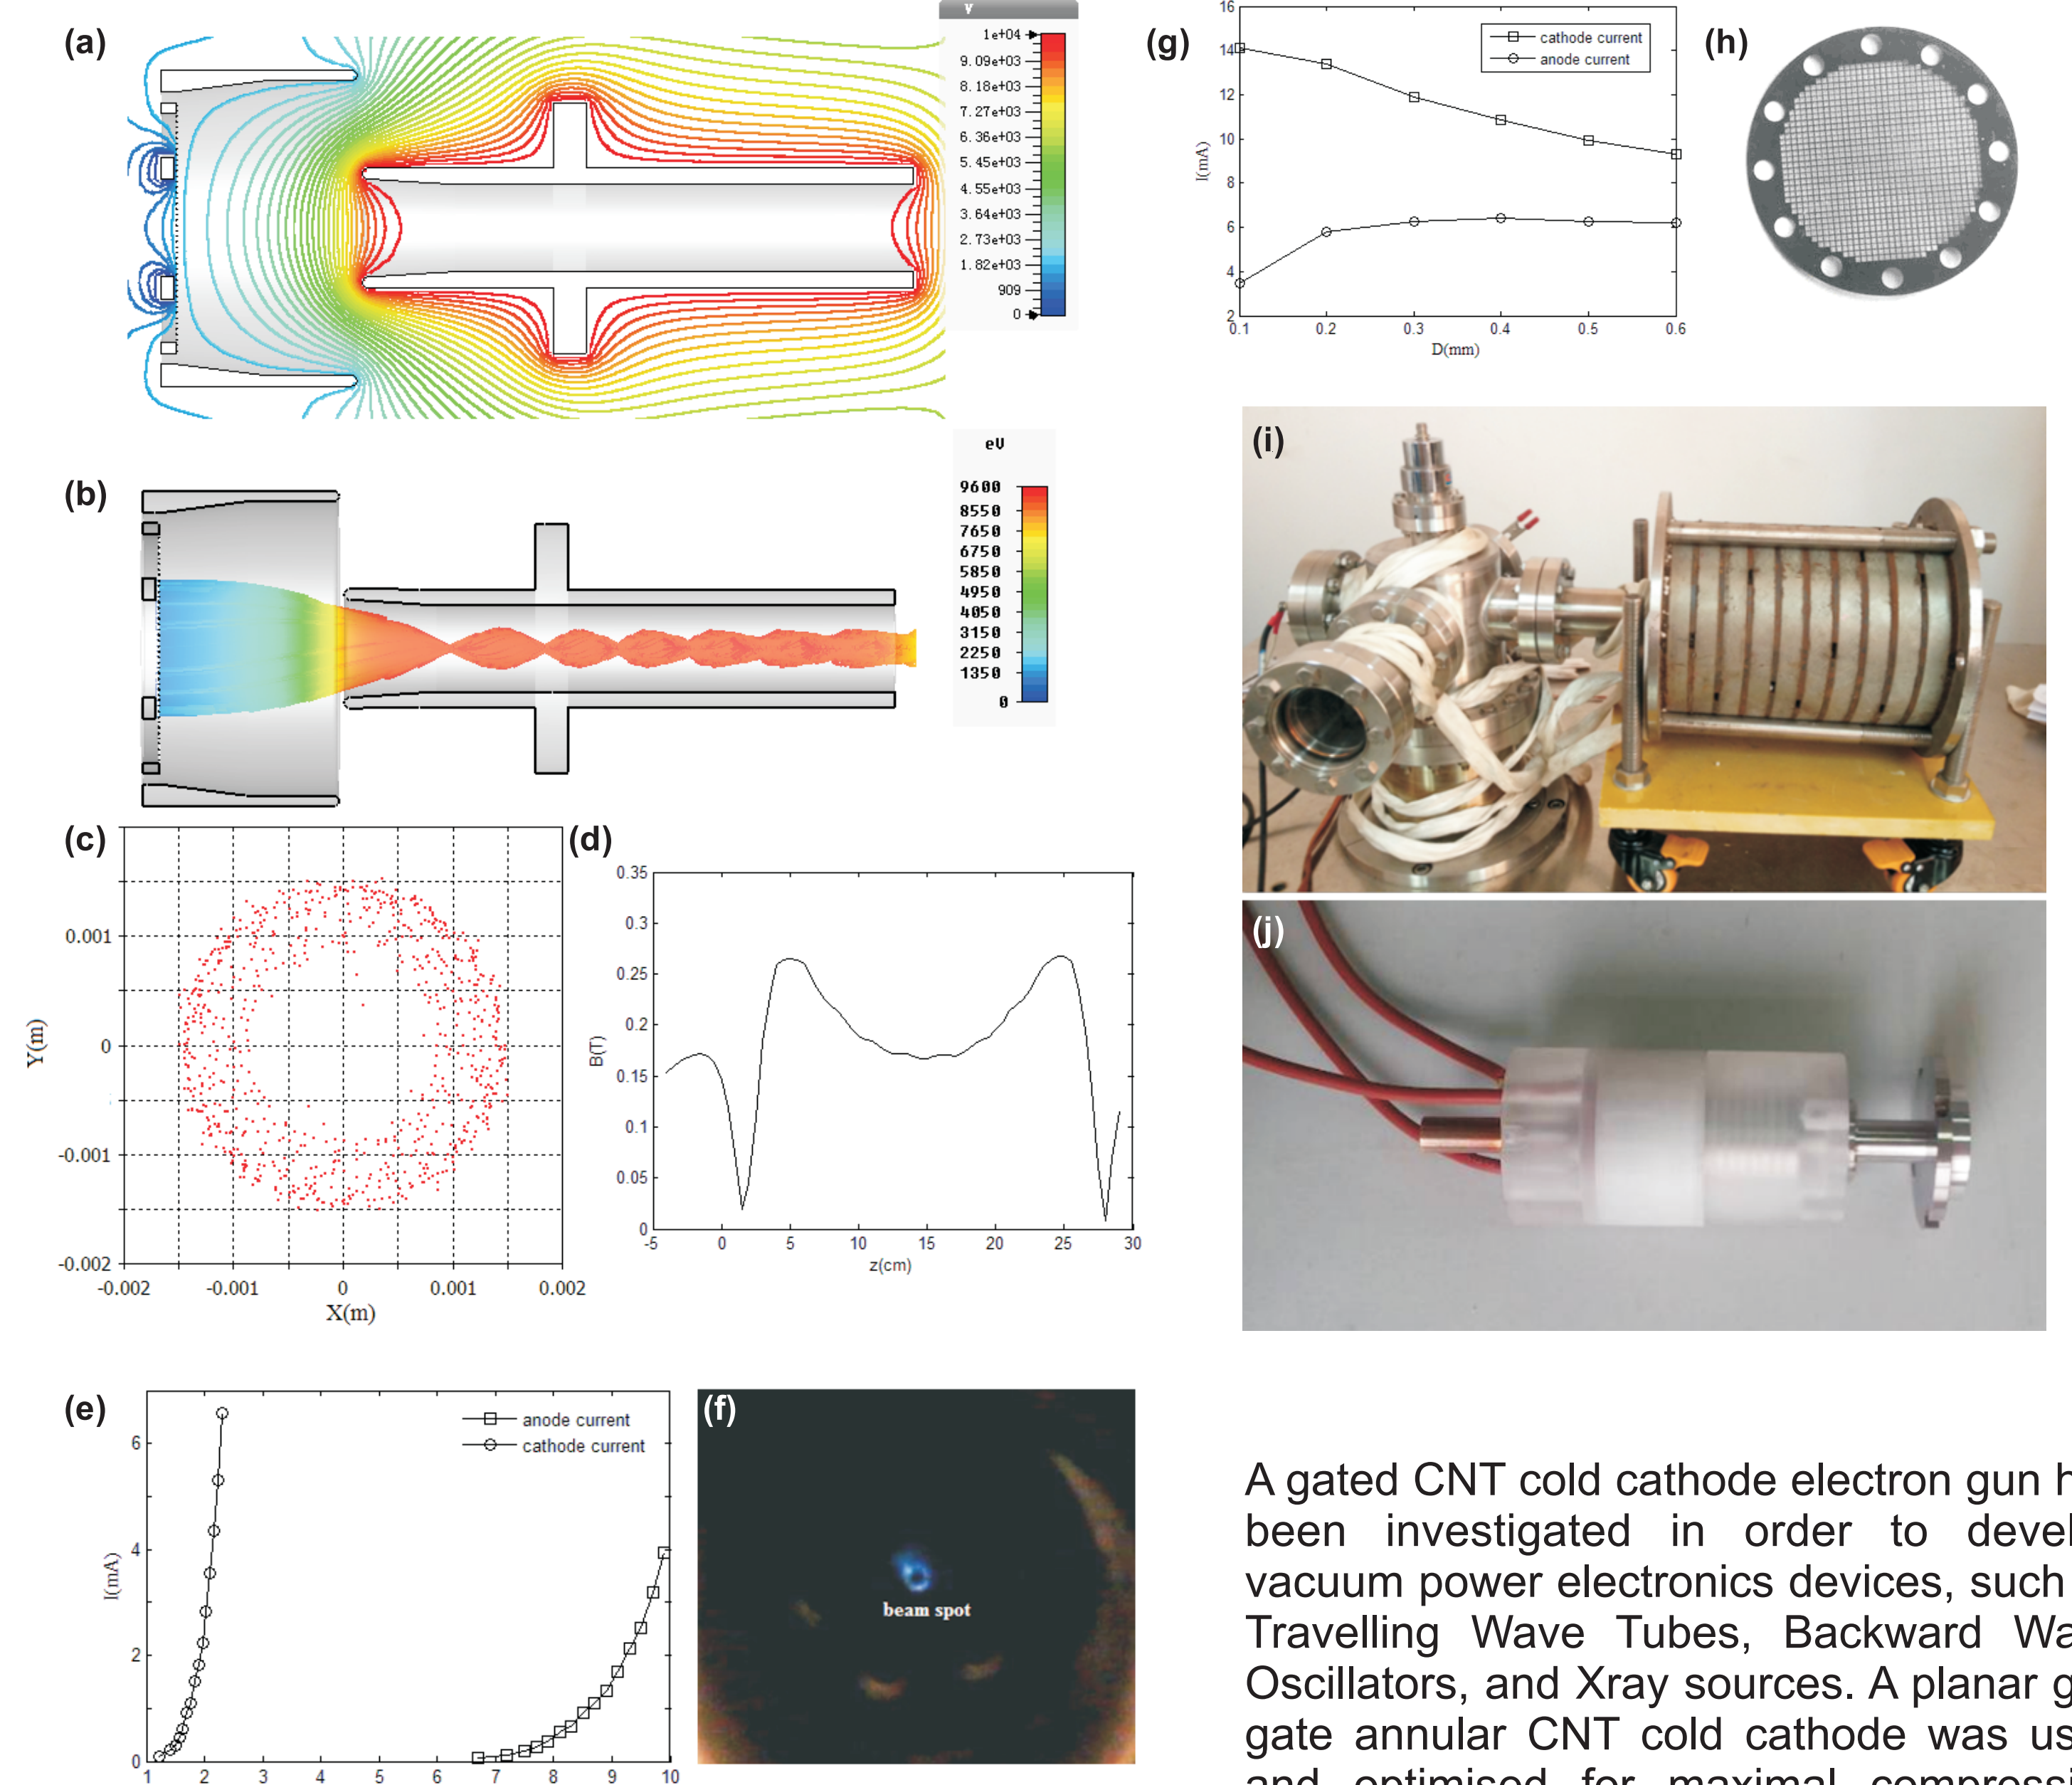 (a)
V
1e+04
9.09e+03
8.18e+03
7.27e+03
6.36e+03
5.45e+03
4.55e+03
3.64e+03
2.73e+03
1.82e+03
909
0
(b)
eV
9600
8550
7650
6750
5850
4950
4050
3150
2250
1350
0
(c)
0.001
0
-0.001
-0.002
Y(m)
-0.002 -0.001 0 0.001 0.002
X(m)
(d)
0.35
0.3
0.25
0.2
0.15
0.1
0.05
0
B(T)
-5 0 5 10 15 20 25 30
z(cm)
(e)
anode current
cathode current
6
4
2
0
I(mA)
1 2 3 4 5 6 7 8 9 10
(f)
beam spot
(g)
cathode current
anode current
16
14
12
10
8
6
4
2
I(mA)
0.1 0.2 0.3 0.4 0.5 0.6
D(mm)
(h)
(i)
(j)
A gated CNT cold cathode electron gun
been investigated in order to
vacuum power electronics devices, such
Travelling Wave Tubes, Backward
Oscillators, and Xray sources. A planar
gate annular CNT cold cathode was
and optimised for maximal